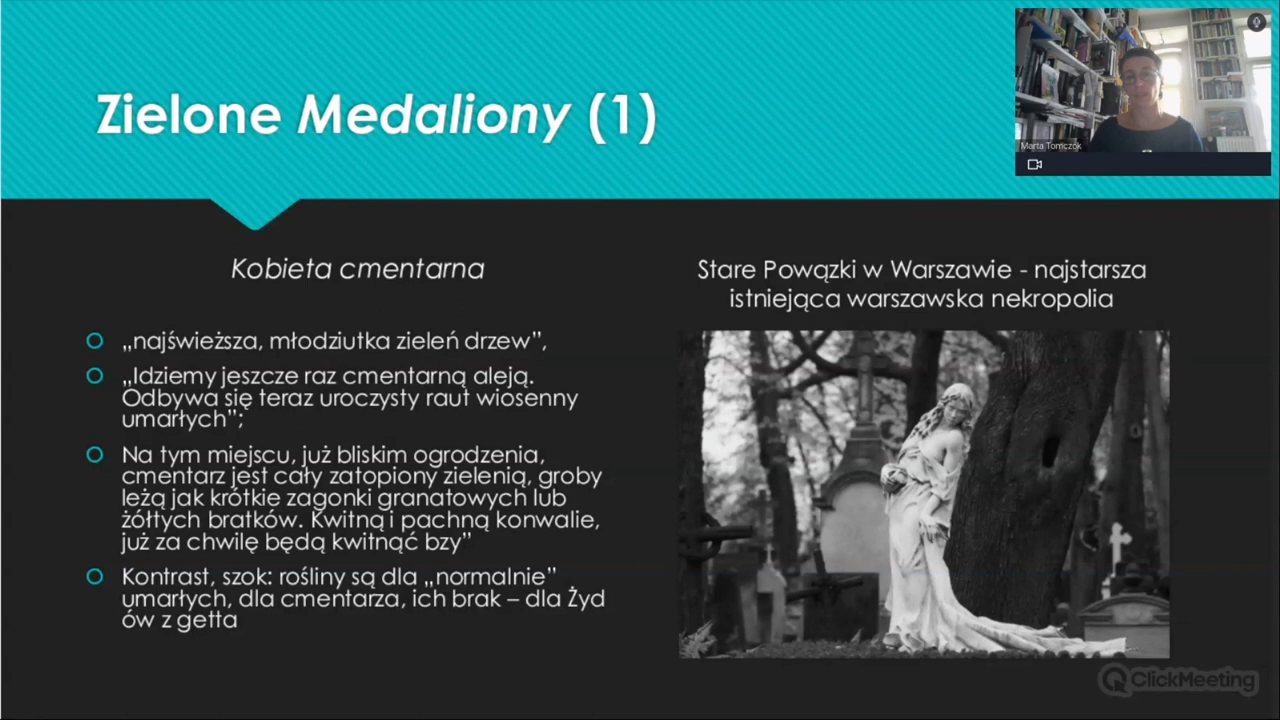 Zielone Medaliony (1)
Marta Tomczok
Kobieta cmentarna
„najświeższa, młodziutka zieleń drzew”,
„Idziemy jeszcze raz cmentarną aleją.
Odbywa się teraz uroczysty raut wiosenny
umarłych”;
Na tym miejscu, już bliskim ogrodzenia,
cmentarz jest cały zatopiony zielenią, groby
leżą jak krótkie zagonki granatowych lub
żółtych bratków. Kwitną i pachną konwalie,
już za chwilę będą kwitnąć bzy”
Kontrast, szok: rośliny są dla „normalnie”
umarłych, dla cmentarza, ich brak – dla Żyd
ów z getta
Stare Powązki w Warszawie - najstarsza
istniejąca warszawska nekropolia
ClickMeeting